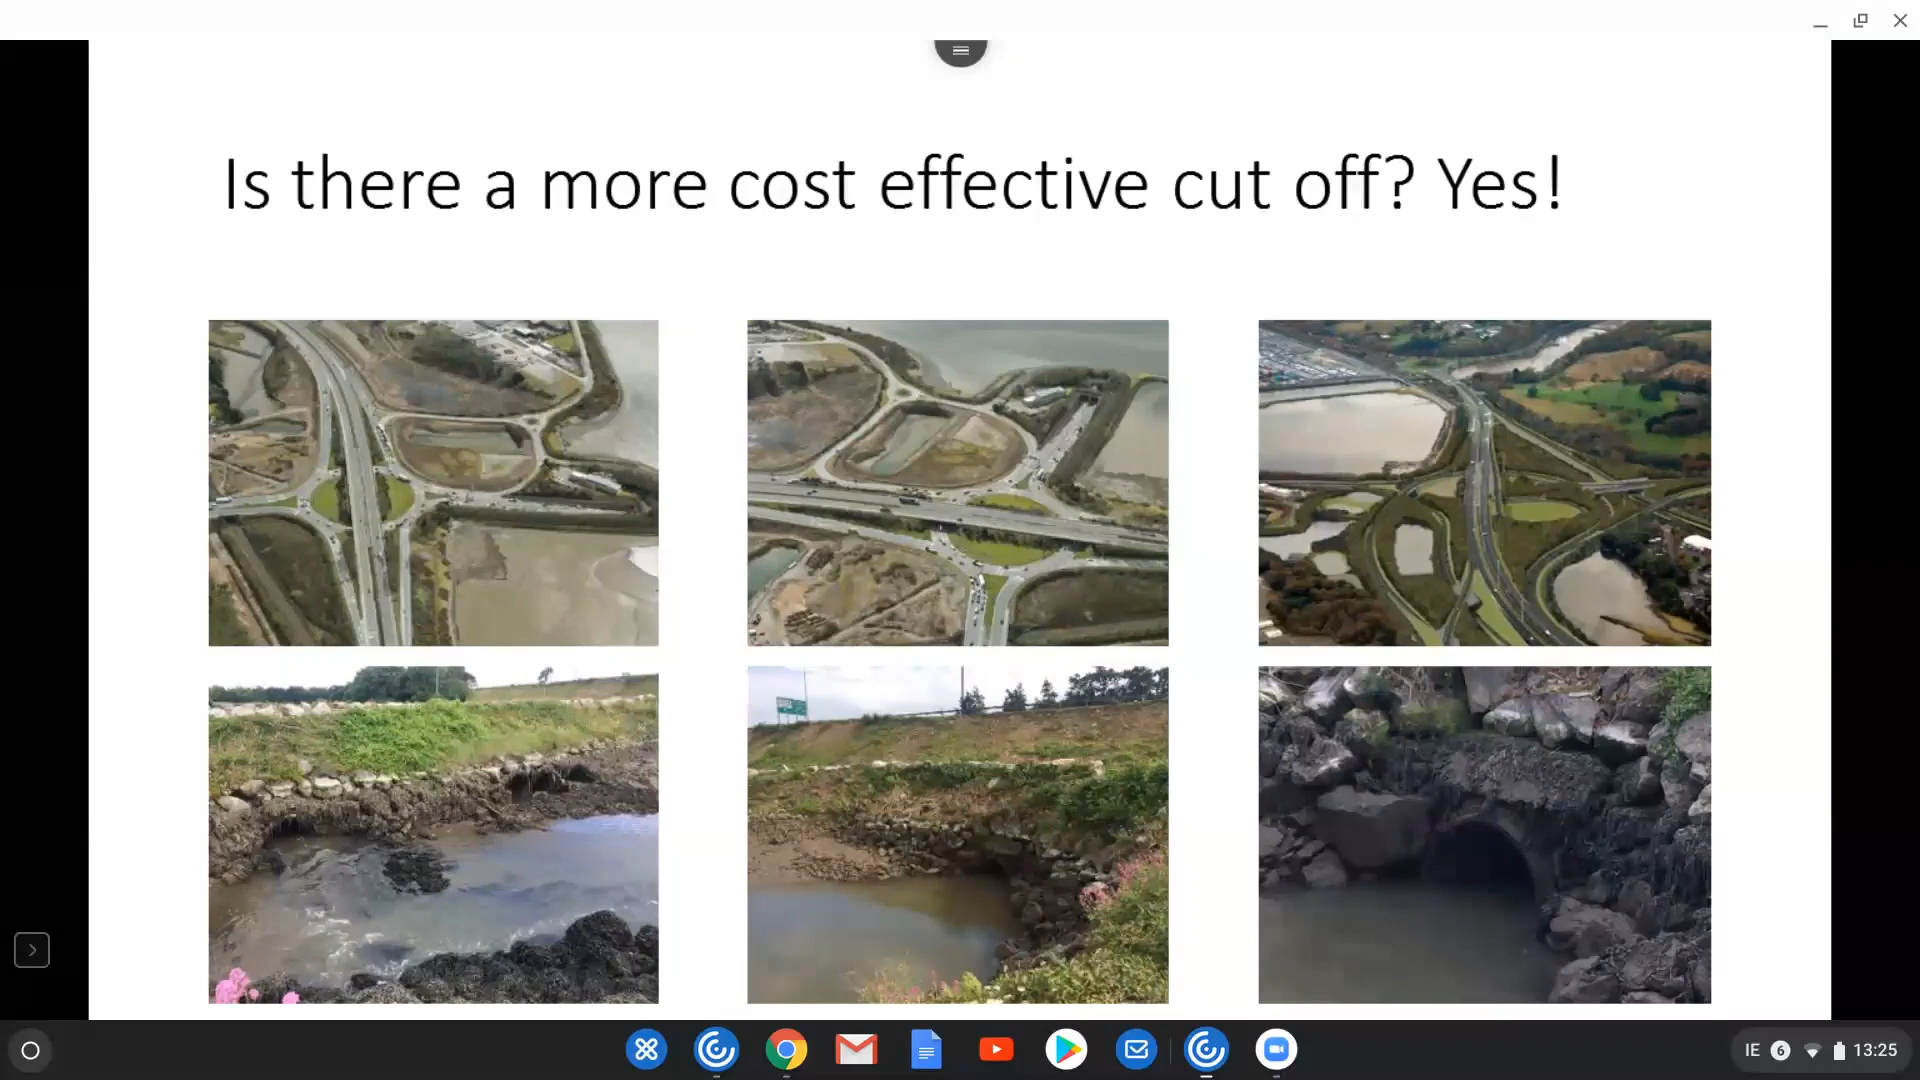 Is there a more cost effective cut off? Yes!
IE 6 13:25